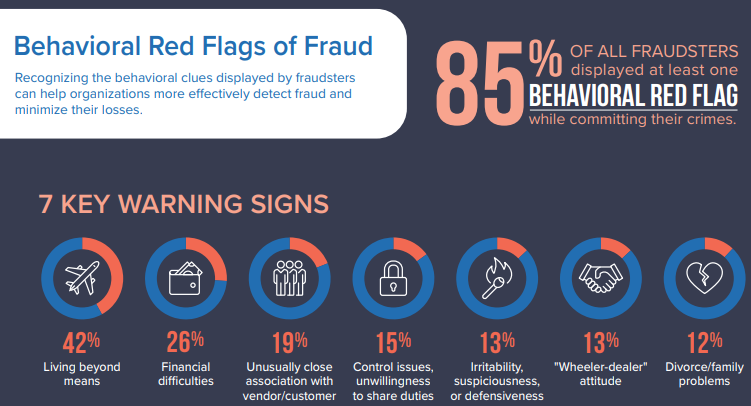 Behavioral Red Flags of Fraud
Recognizing the behavioral clues displayed by fraudsters
can help organizations more effectively detect fraud and
minimize their losses.
85% OF ALL FRAUDSTERS
displayed at least one
BEHAVIORAL RED FLAG
while committing their crimes.
7 KEY WARNING SIGNS
42%
Living beyond
means
26%
Financial
difficulties
19%
Unusually close
association with
vendor/customer
15%
Control issues,
unwillingness
to share duties
13%
Irritability,
suspiciousness,
or defensiveness
13%
"Wheeler-dealer"
attitude
12%
Divorce/family
problems